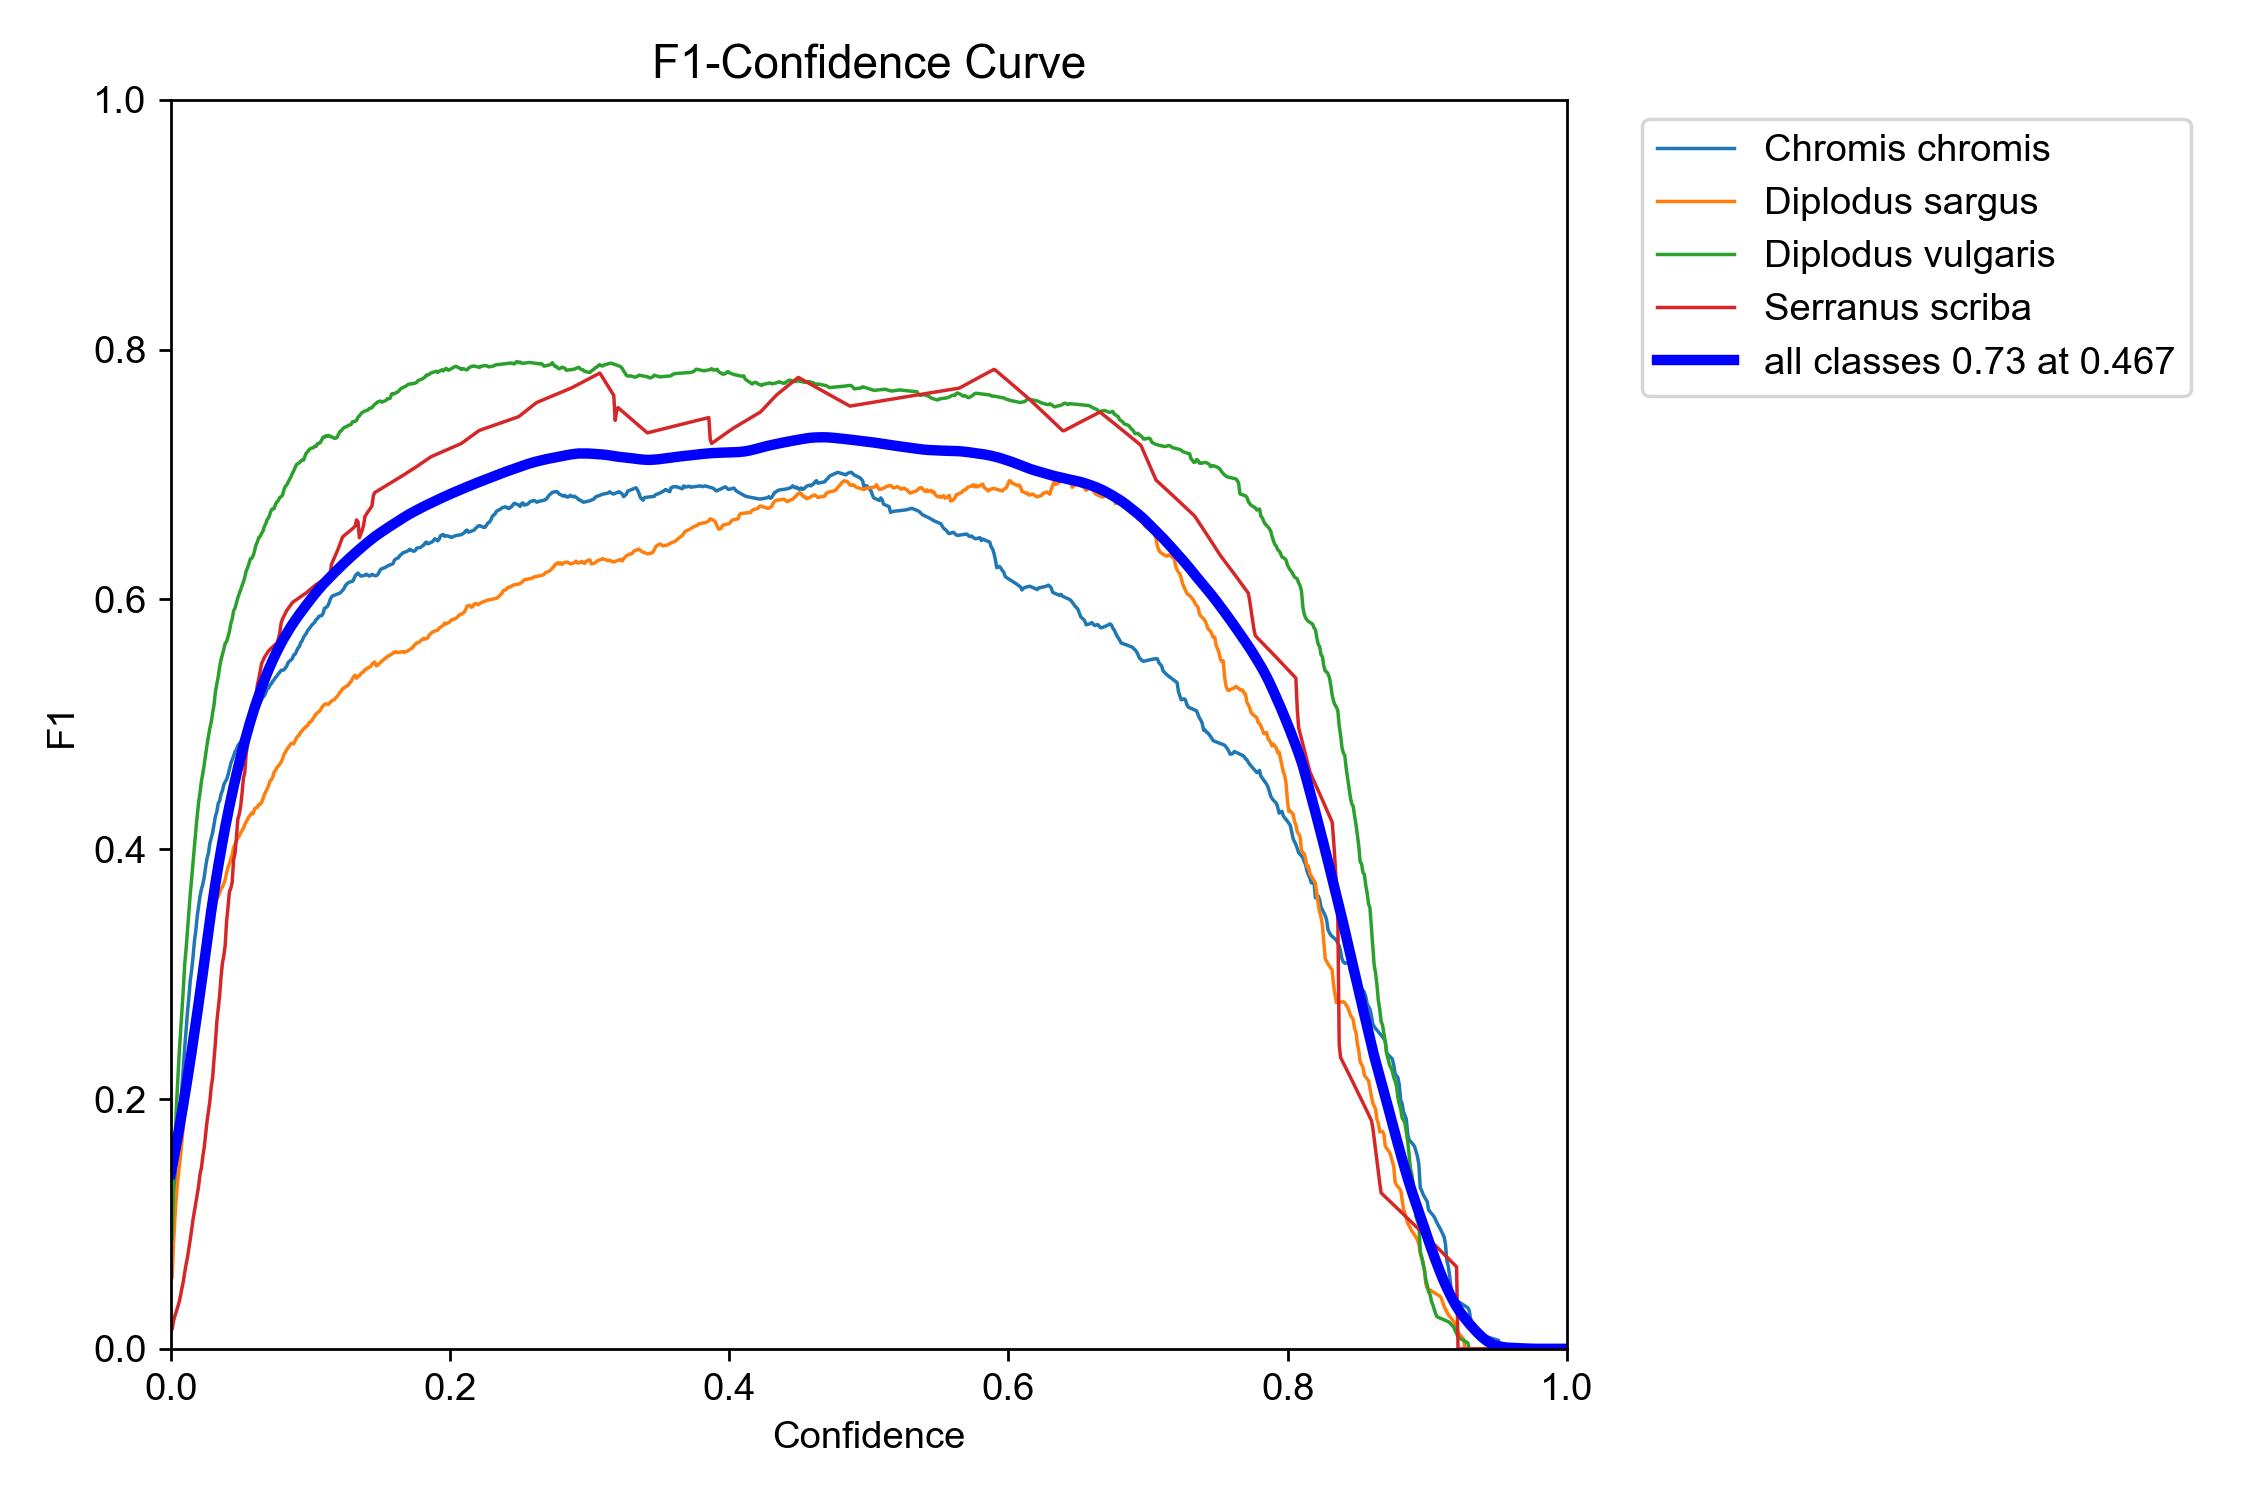 F1-Confidence Curve
1.0
0.8
0.6
0.4
0.2
0.0
F1
0.0 0.2 0.4 0.6 0.8 1.0
Confidence
Chromis chromis
Diplodus sargus
Diplodus vulgaris
Serranus scriba
all classes 0.73 at 0.467